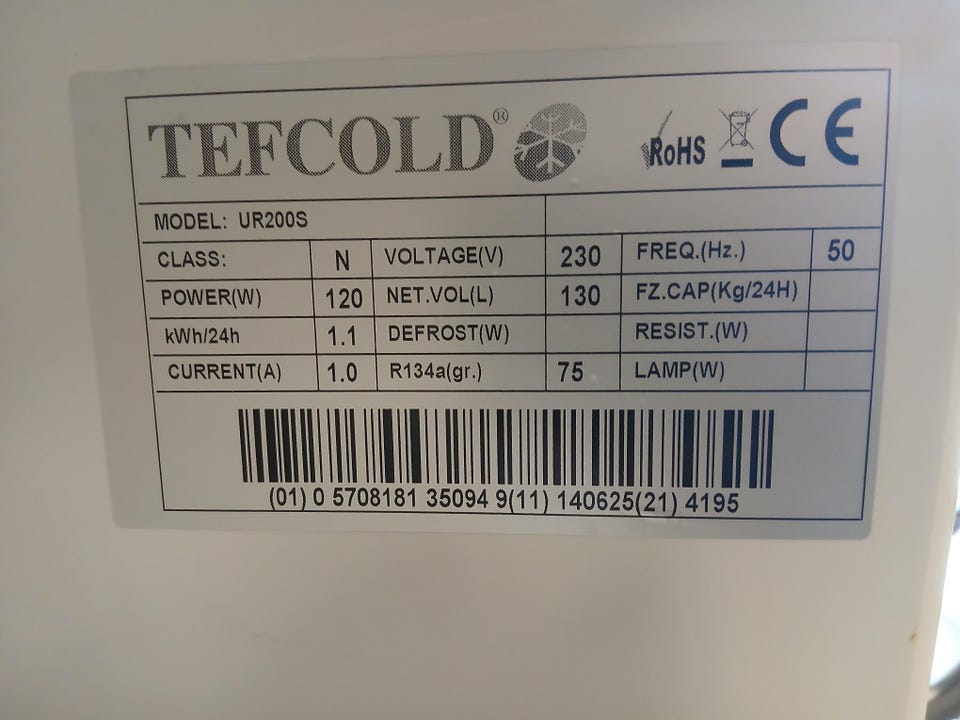 TEFCOLD® RoHS CE
MODEL: UR200S
CLASS: N VOLTAGE(V) 230 FREQ.(Hz.) 50
POWER(W) 120 NET.VOL(L) 130 FZ.CAP(Kg/24H)
kWh/24h 1.1 DEFROST(W) RESIST.(W)
CURRENT(A) 1.0 R134a(gr.) 75 LAMP(W)
(01) 0 5708181 35094 9(11) 140625(21) 4195